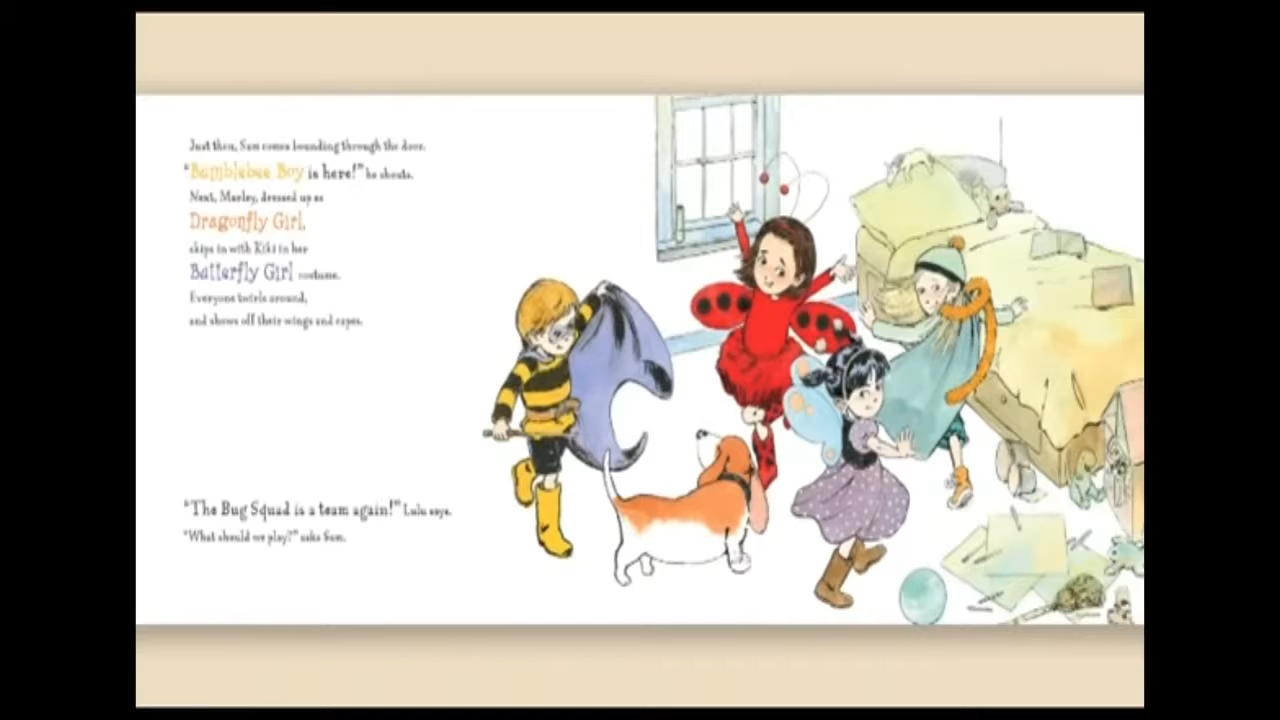 Just then, Sam comes bounding through the door.
"Bumblebee Boy is here!" he shouts.
Next, Marley, dressed up as
Dragonfly Girl,
skips in with Kiki in her
Butterfly Girl costume.
Everyone twirls around,
and shows off their wings and capes.
"The Bug Squad is a team again!" Lulu says.
"What should we play?" asks Sam.